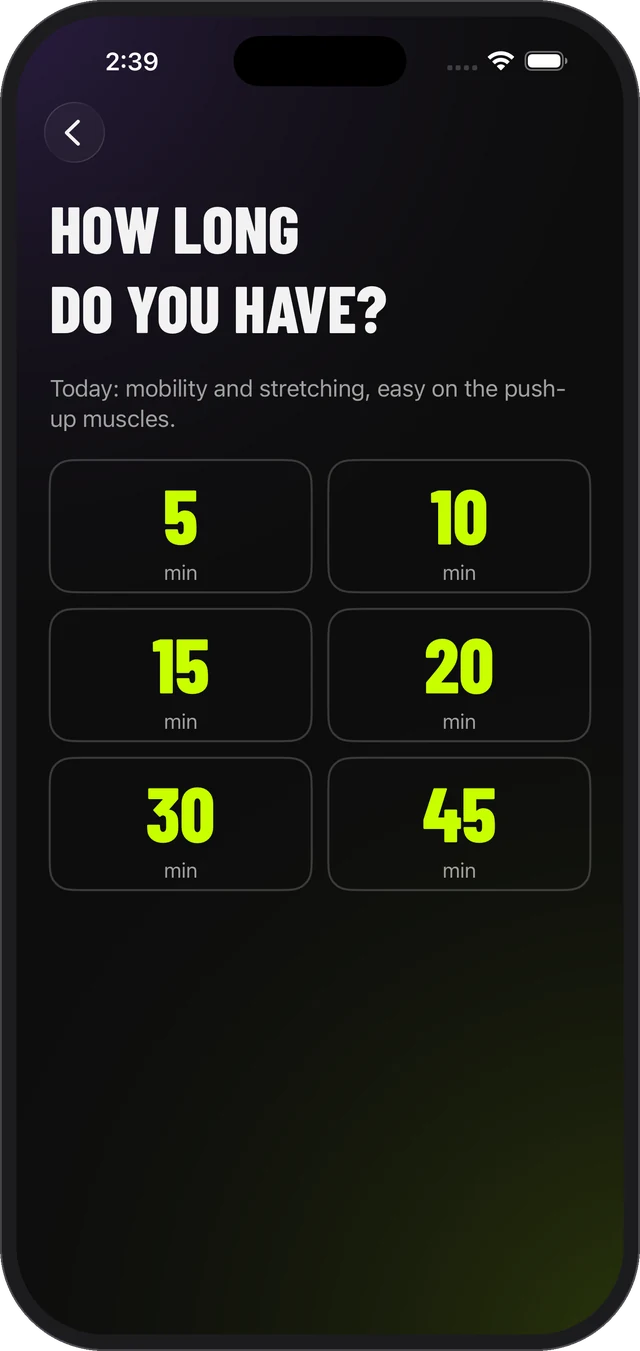 2:39
HOW LONG
DO YOU HAVE?
Today: mobility and stretching, easy on the push-
up muscles.
5
min
10
min
15
min
20
min
30
min
45
min